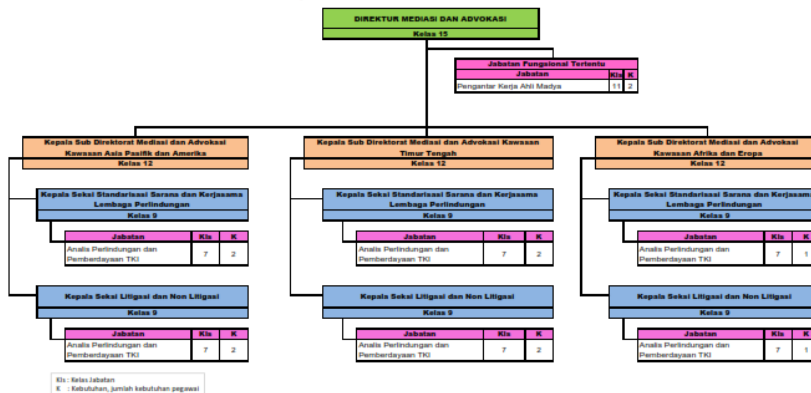 DIREKTUR MEDIASI DAN ADVOKASI
Kelas 15
Jabatan Fungsional Tertentu
Jabatan Kls K
Pengantar Kerja Ahli Madya 11 2
Kepala Sub Direktorat Mediasi dan Advokasi
Kawasan Asia Pasifik dan Amerika
Kelas 12
Kepala Seksi Standarisasi Sarana dan Kerjasama
Lembaga Perlindungan
Kelas 9
Jabatan Kls K
Analis Perlindungan dan
Pemberdayaan TKI 7 2
Kepala Seksi Litigasi dan Non Litigasi
Kelas 9
Jabatan Kls K
Analis Perlindungan dan
Pemberdayaan TKI 7 2
Kepala Sub Direktorat Mediasi dan Advokasi Kawasan
Timur Tengah
Kelas 12
Kepala Seksi Standarisasi Sarana dan Kerjasama
Lembaga Perlindungan
Kelas 9
Jabatan Kls K
Analis Perlindungan dan
Pemberdayaan TKI 7 2
Kepala Seksi Litigasi dan Non Litigasi
Kelas 9
Jabatan Kls K
Analis Perlindungan dan
Pemberdayaan TKI 7 2
Kepala Sub Direktorat Mediasi dan Advokasi
Kawasan Afrika dan Eropa
Kelas 12
Kepala Seksi Standarisasi Sarana dan Kerjasama
Lembaga Perlindungan
Kelas 9
Jabatan Kls K
Analis Perlindungan dan
Pemberdayaan TKI 7 1
Kepala Seksi Litigasi dan Non Litigasi
Kelas 9
Jabatan Kls K
Analis Perlindungan dan
Pemberdayaan TKI 7 1
Kls : Kelas Jabatan
K : Kebutuhan, jumlah kebutuhan pegawai